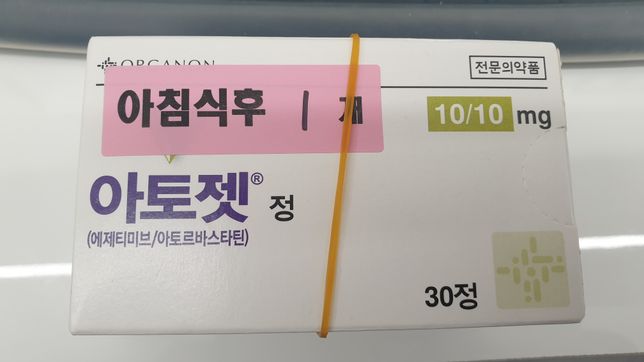 ORGANON
전문의약품
아침식후 1 개
10/10 mg
아토젯® 정
(에제티미브/아토르바스타틴)
30정